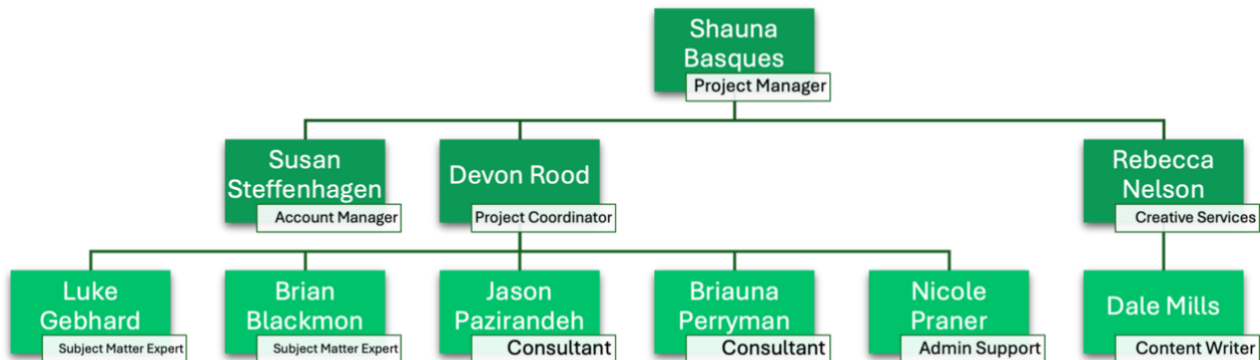 Shauna
Basques
Project Manager
Susan
Steffenhagen
Account Manager
Devon Rood
Project Coordinator
Rebecca
Nelson
Creative Services
Luke
Gebhard
Subject Matter Expert
Brian
Blackmon
Subject Matter Expert
Jason
Pazirandeh
Consultant
Briauna
Perryman
Consultant
Nicole
Praner
Admin Support
Dale Mills
Content Writer